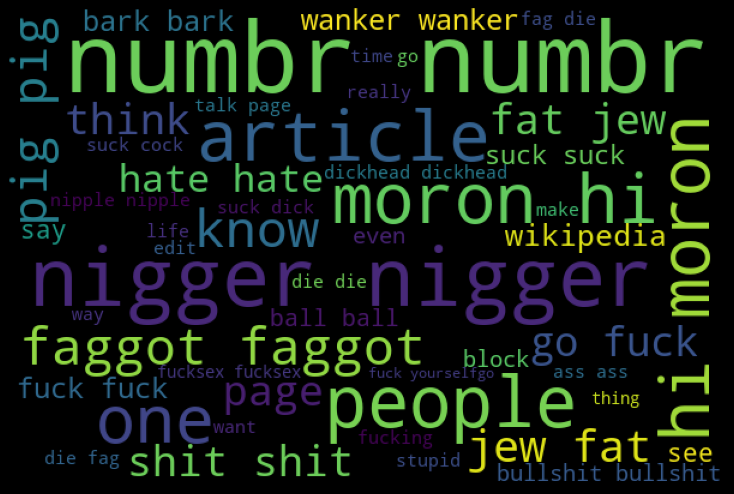 bark bark
wanker wanker
fag die
pig pig
numbr numbr
time
go
really
talk page
think
article
fat jew
suck cock
suck suck
hate hate
dickhead dickhead
moron
hi
nipple nipple
suck dick
make
say
life
know
even
wikipedia
edit
hi moron
nigger nigger
die die
way
ball ball
faggot faggot
go fuck
block
fucksex fucksex
fuck yourselfgo
ass ass
fuck fuck
page
people
thing
one
want
fucking
jew fat
see
die fag
shit shit
stupid
bullshit bullshit